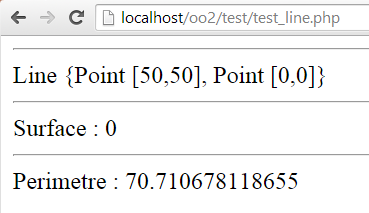 localhost/oo2/test/test_line.php
Line {Point [50,50], Point [0,0]}
Surface : 0
Perimetre : 70.710678118655